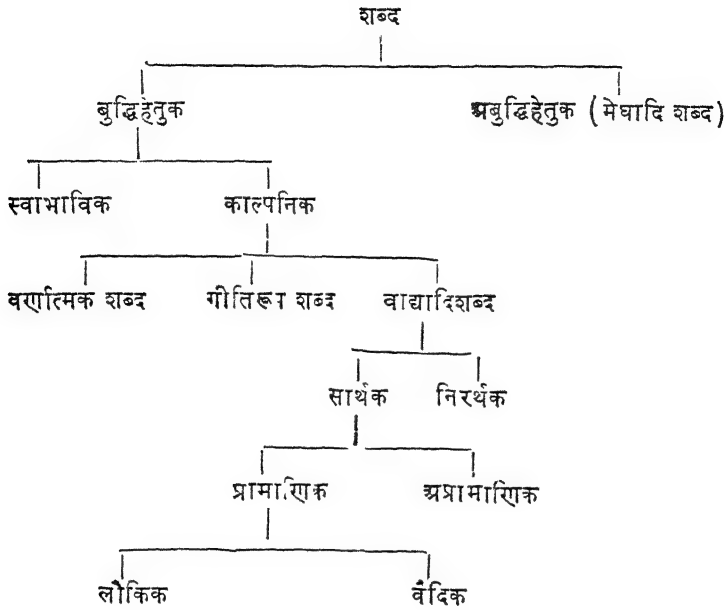 शब्द
बुद्धिहेतुक अबुद्धिहेतुक (मेघादि शब्द)
स्वाभाविक काल्पनिक
वर्णात्मक शब्द गीतिरूप शब्द वाद्यादिशब्द
सार्थक निरर्थक
प्रामाणिक अप्रामाणिक
लौकिक वैदिक